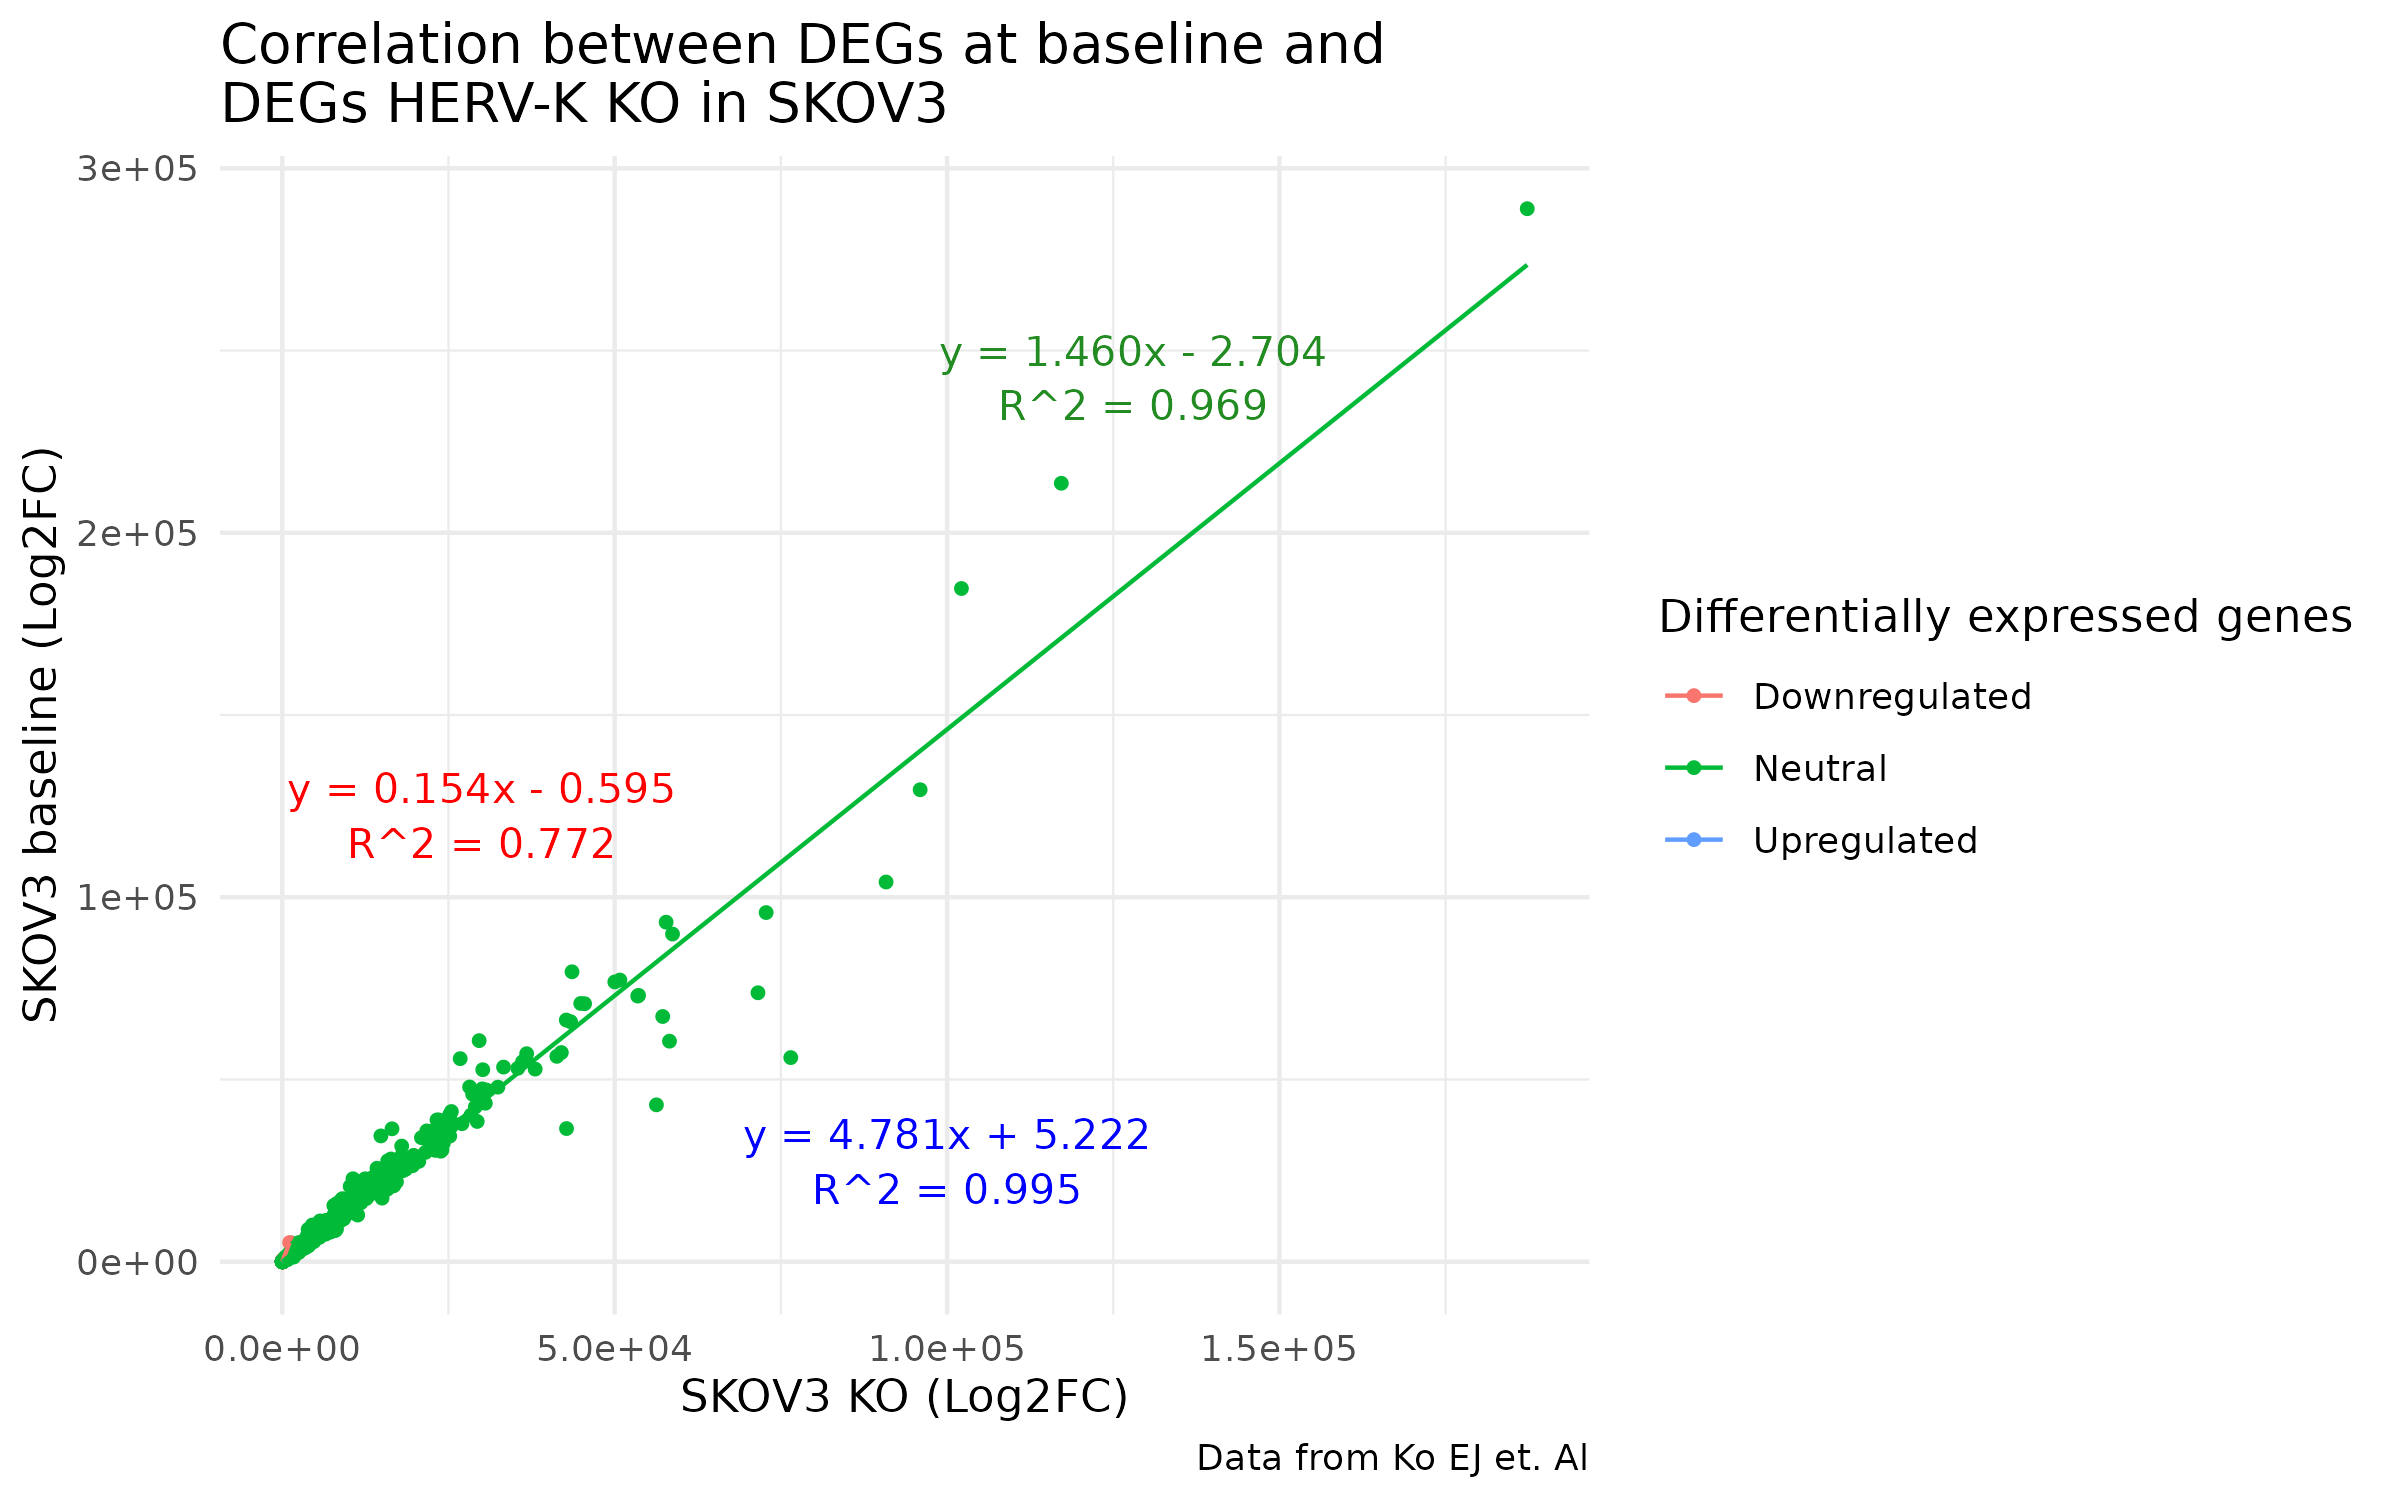 Correlation between DEGs at baseline and
DEGs HERV-K KO in SKOV3
3e+05
2e+05
1e+05
0e+00
SKOV3 baseline (Log2FC)
y = 1.460x - 2.704
R^2 = 0.969
y = 0.154x - 0.595
R^2 = 0.772
y = 4.781x + 5.222
R^2 = 0.995
0.0e+00
5.0e+04
1.0e+05
1.5e+05
SKOV3 KO (Log2FC)
Differentially expressed genes
Downregulated
Neutral
Upregulated
Data from Ko EJ et. Al